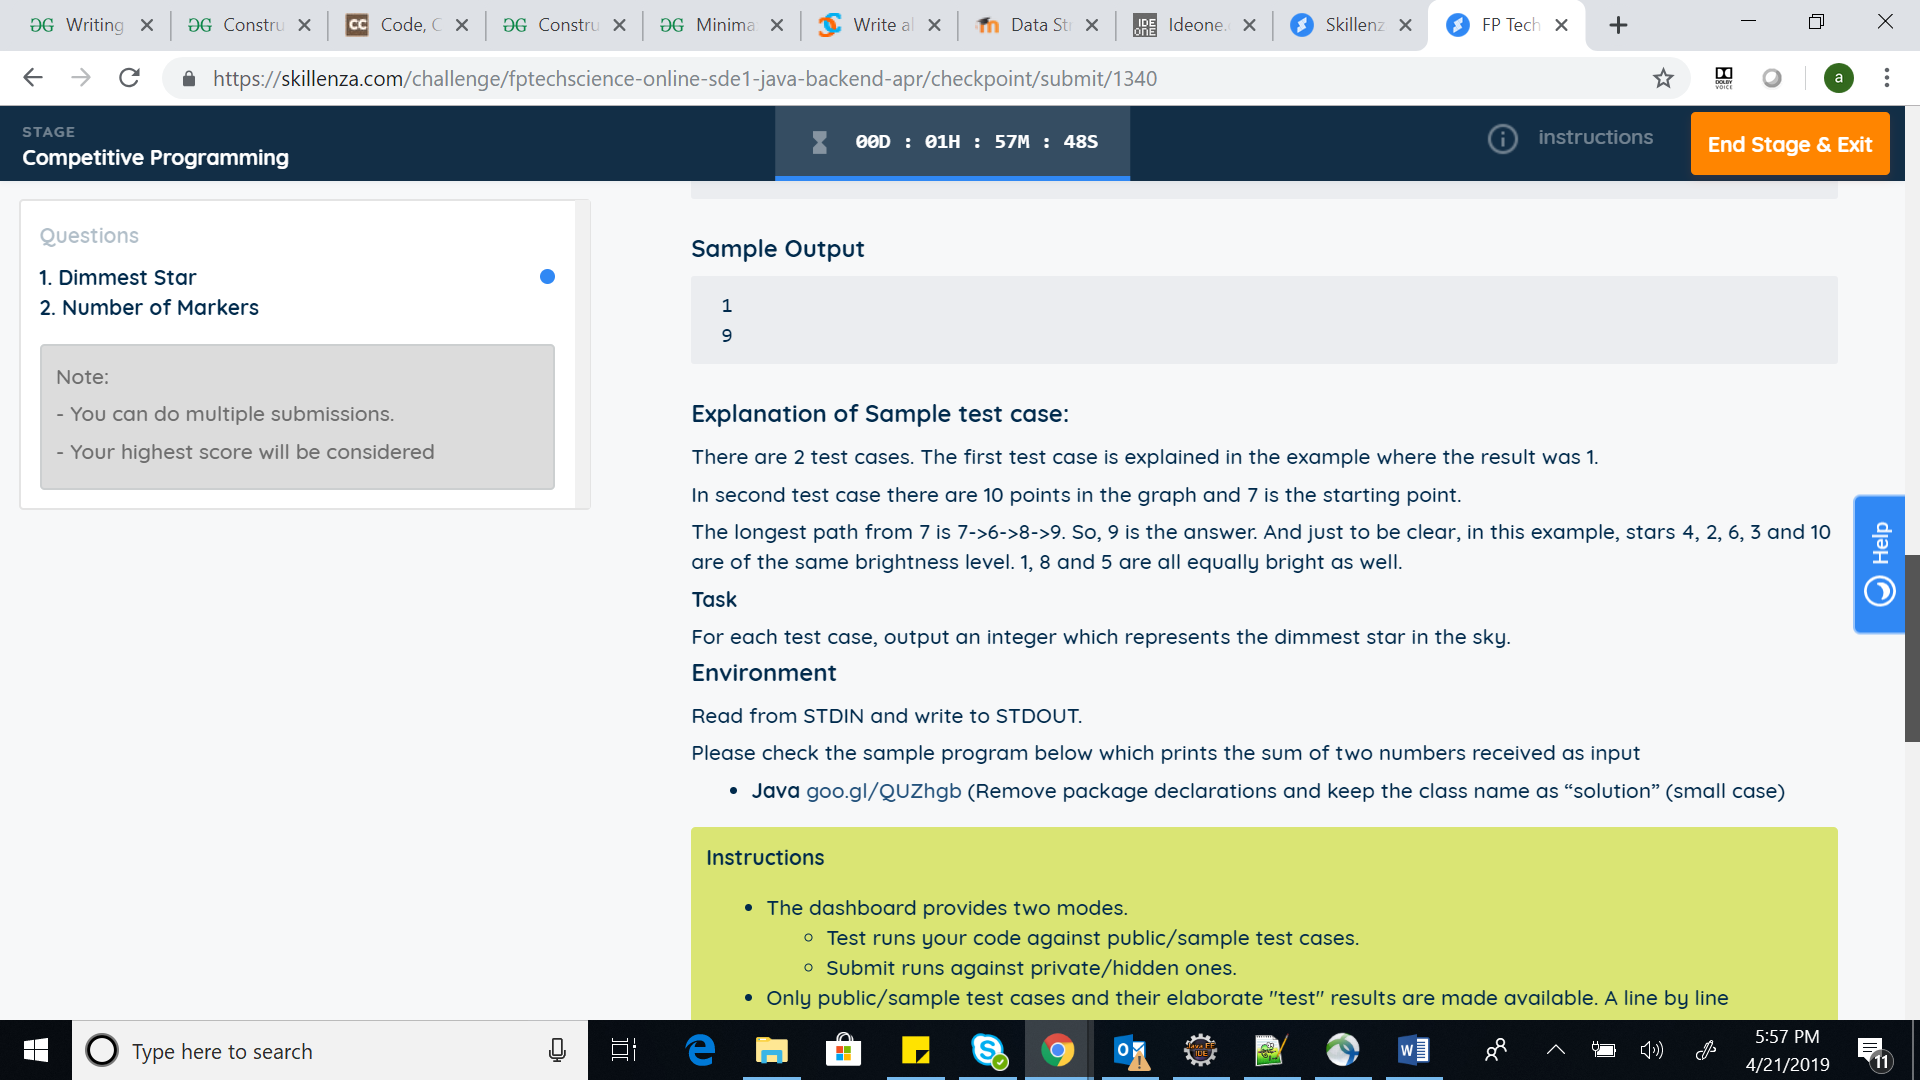 Writing
Constru
Code, C
Constru
Minima
Write al
Data St
Ideone.
Skillenz
FP Tech
https://skillenza.com/challenge/fptechscience-online-sde1-java-backend-apr/checkpoint/submit/1340
DOLBY
VOICE
a
STAGE
Competitive Programming
00D : 01H : 57M : 48S
instructions
End Stage & Exit
Questions
1. Dimmest Star
2. Number of Markers
Note:
- You can do multiple submissions.
- Your highest score will be considered
Sample Output
1
9
Explanation of Sample test case:
There are 2 test cases. The first test case is explained in the example where the result was 1.
In second test case there are 10 points in the graph and 7 is the starting point.
The longest path from 7 is 7->6->8->9. So, 9 is the answer. And just to be clear, in this example, stars 4, 2, 6, 3 and 10
are of the same brightness level. 1, 8 and 5 are all equally bright as well.
Task
For each test case, output an integer which represents the dimmest star in the sky.
Environment
Read from STDIN and write to STDOUT.
Please check the sample program below which prints the sum of two numbers received as input
• Java goo.gl/QUZhgb (Remove package declarations and keep the class name as “solution” (small case)
Help
Instructions
• The dashboard provides two modes.
◦ Test runs your code against public/sample test cases.
◦ Submit runs against private/hidden ones.
• Only public/sample test cases and their elaborate "test" results are made available. A line by line
Type here to search
5:57 PM
4/21/2019
11